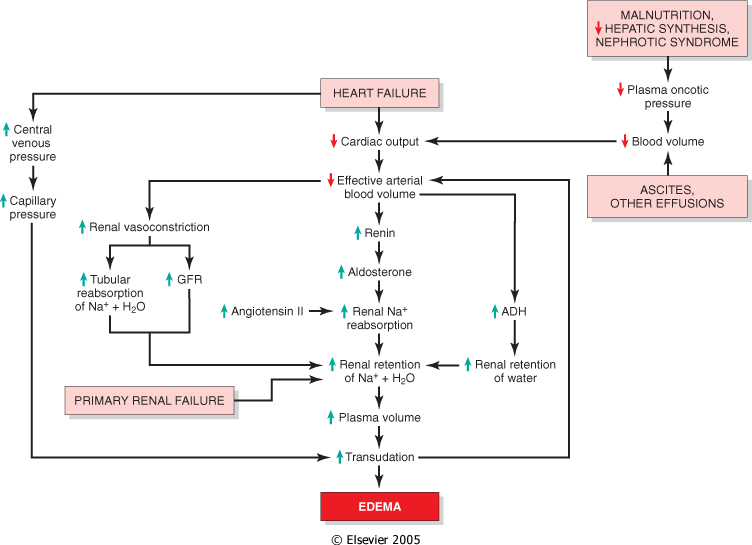 MALNUTRITION,
HEPATIC SYNTHESIS,
NEPHROTIC SYNDROME
Plasma oncotic
pressure
HEART FAILURE
Central
venous
pressure
Cardiac output
Blood volume
Capillary
pressure
Effective arterial
blood volume
ASCITES,
OTHER EFFUSIONS
Renal vasoconstriction
Renin
Tubular
reabsorption
of Na⁺ + H₂O
GFR
Aldosterone
Angiotensin II
Renal Na⁺
reabsorption
ADH
Renal retention
of Na⁺ + H₂O
Renal retention
of water
PRIMARY RENAL FAILURE
Plasma volume
Transudation
EDEMA
© Elsevier 2005